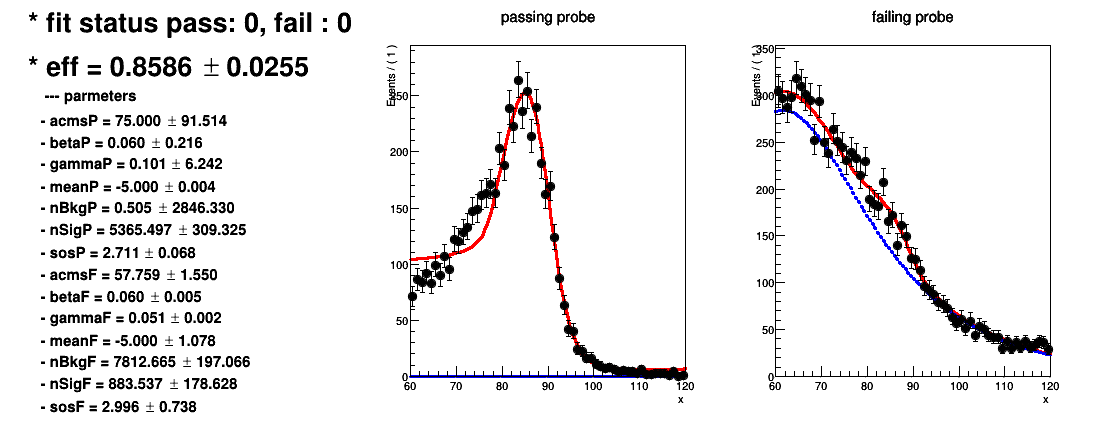 * fit status pass: 0, fail : 0
* eff = 0.8586 ± 0.0255
--- parmeters
- acmsP = 75.000 ± 91.514
- betaP = 0.060 ± 0.216
- gammaP = 0.101 ± 6.242
- meanP = -5.000 ± 0.004
- nBkgP = 0.505 ± 2846.330
- nSigP = 5365.497 ± 309.325
- sosP = 2.711 ± 0.068
- acmsF = 57.759 ± 1.550
- betaF = 0.060 ± 0.005
- gammaF = 0.051 ± 0.002
- meanF = -5.000 ± 1.078
- nBkgF = 7812.665 ± 197.066
- nSigF = 883.537 ± 178.628
- sosF = 2.996 ± 0.738
passing probe
Events / ( 1 )
250
200
150
100
50
0
60 70 80 90 100 110 120
x
failing probe
Events / ( 1 )
350
300
250
200
150
100
50
0
60 70 80 90 100 110 120
x